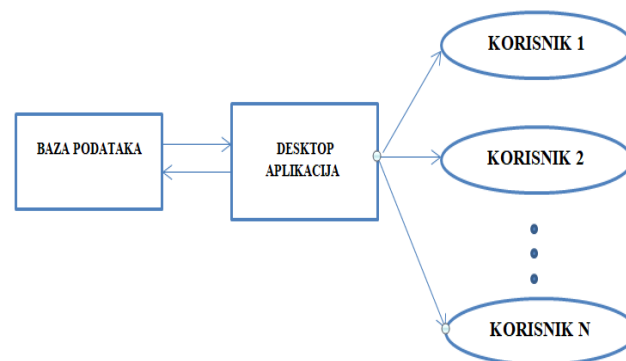 BAZA PODATAKA
DESKTOP
APLIKACIJA
KORISNIK 1
KORISNIK 2
KORISNIK N